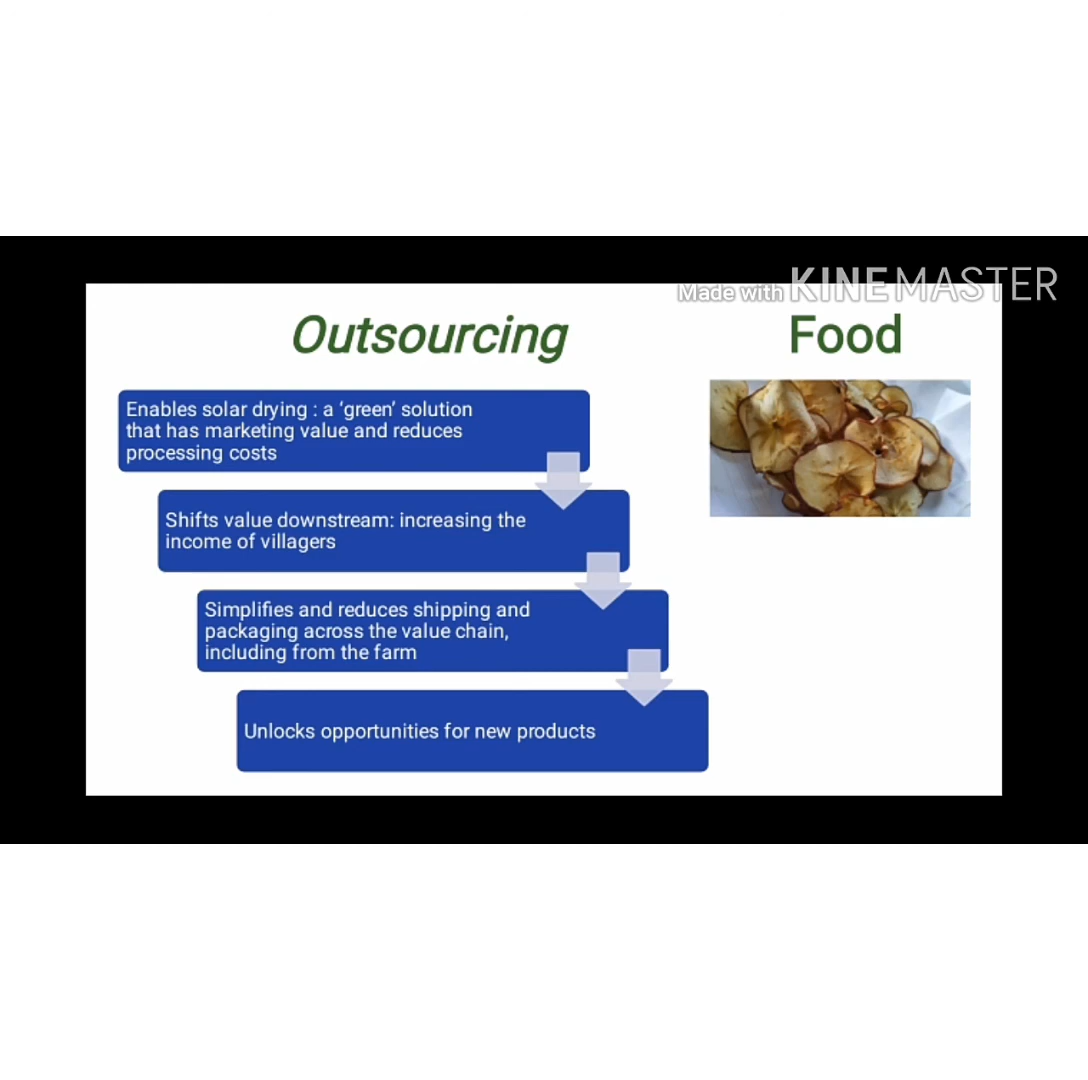 Made with KINEMASTER
Outsourcing
Food
Enables solar drying : a ‘green’ solution
that has marketing value and reduces
processing costs
Shifts value downstream: increasing the
income of villagers
Simplifies and reduces shipping and
packaging across the value chain,
including from the farm
Unlocks opportunities for new products